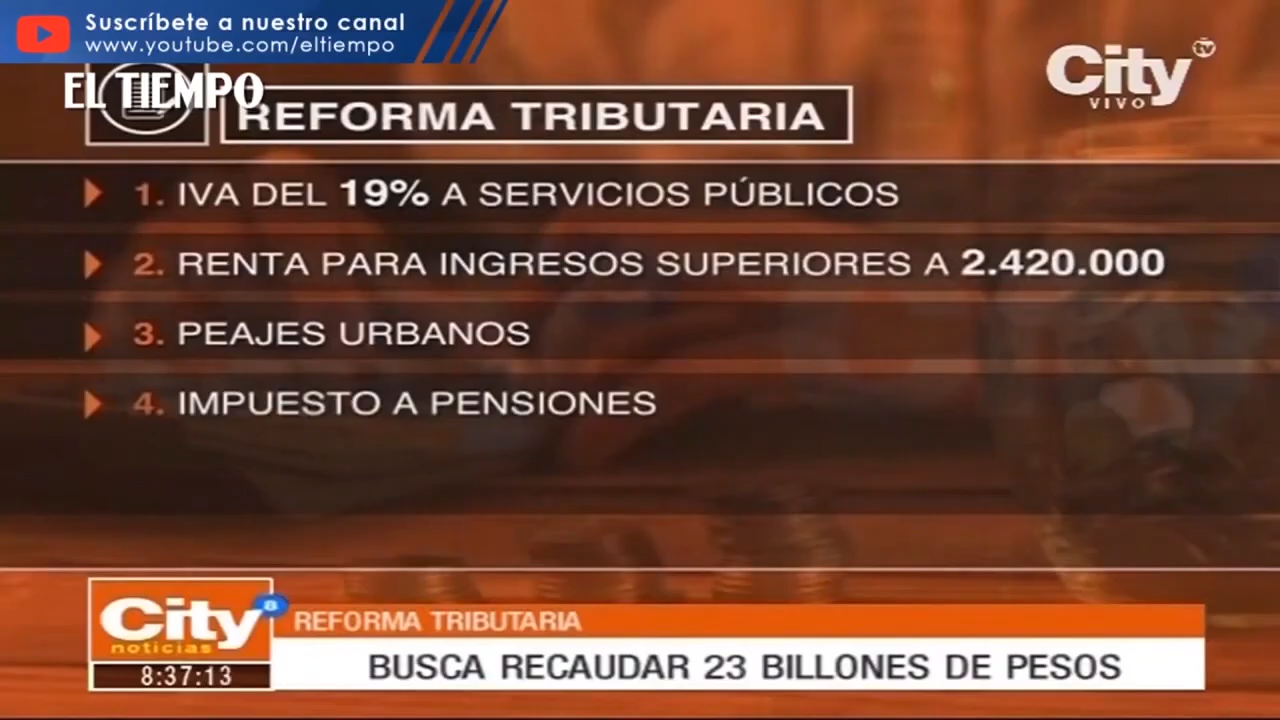 Suscríbete a nuestro canal
www.youtube.com/eltiempo
EL TIEMPO
City tv
VIVO
REFORMA TRIBUTARIA
1. IVA DEL 19% A SERVICIOS PÚBLICOS
2. RENTA PARA INGRESOS SUPERIORES A 2.420.000
3. PEAJES URBANOS
4. IMPUESTO A PENSIONES
City 8
noticias
8:37:13
REFORMA TRIBUTARIA
BUSCA RECAUDAR 23 BILLONES DE PESOS